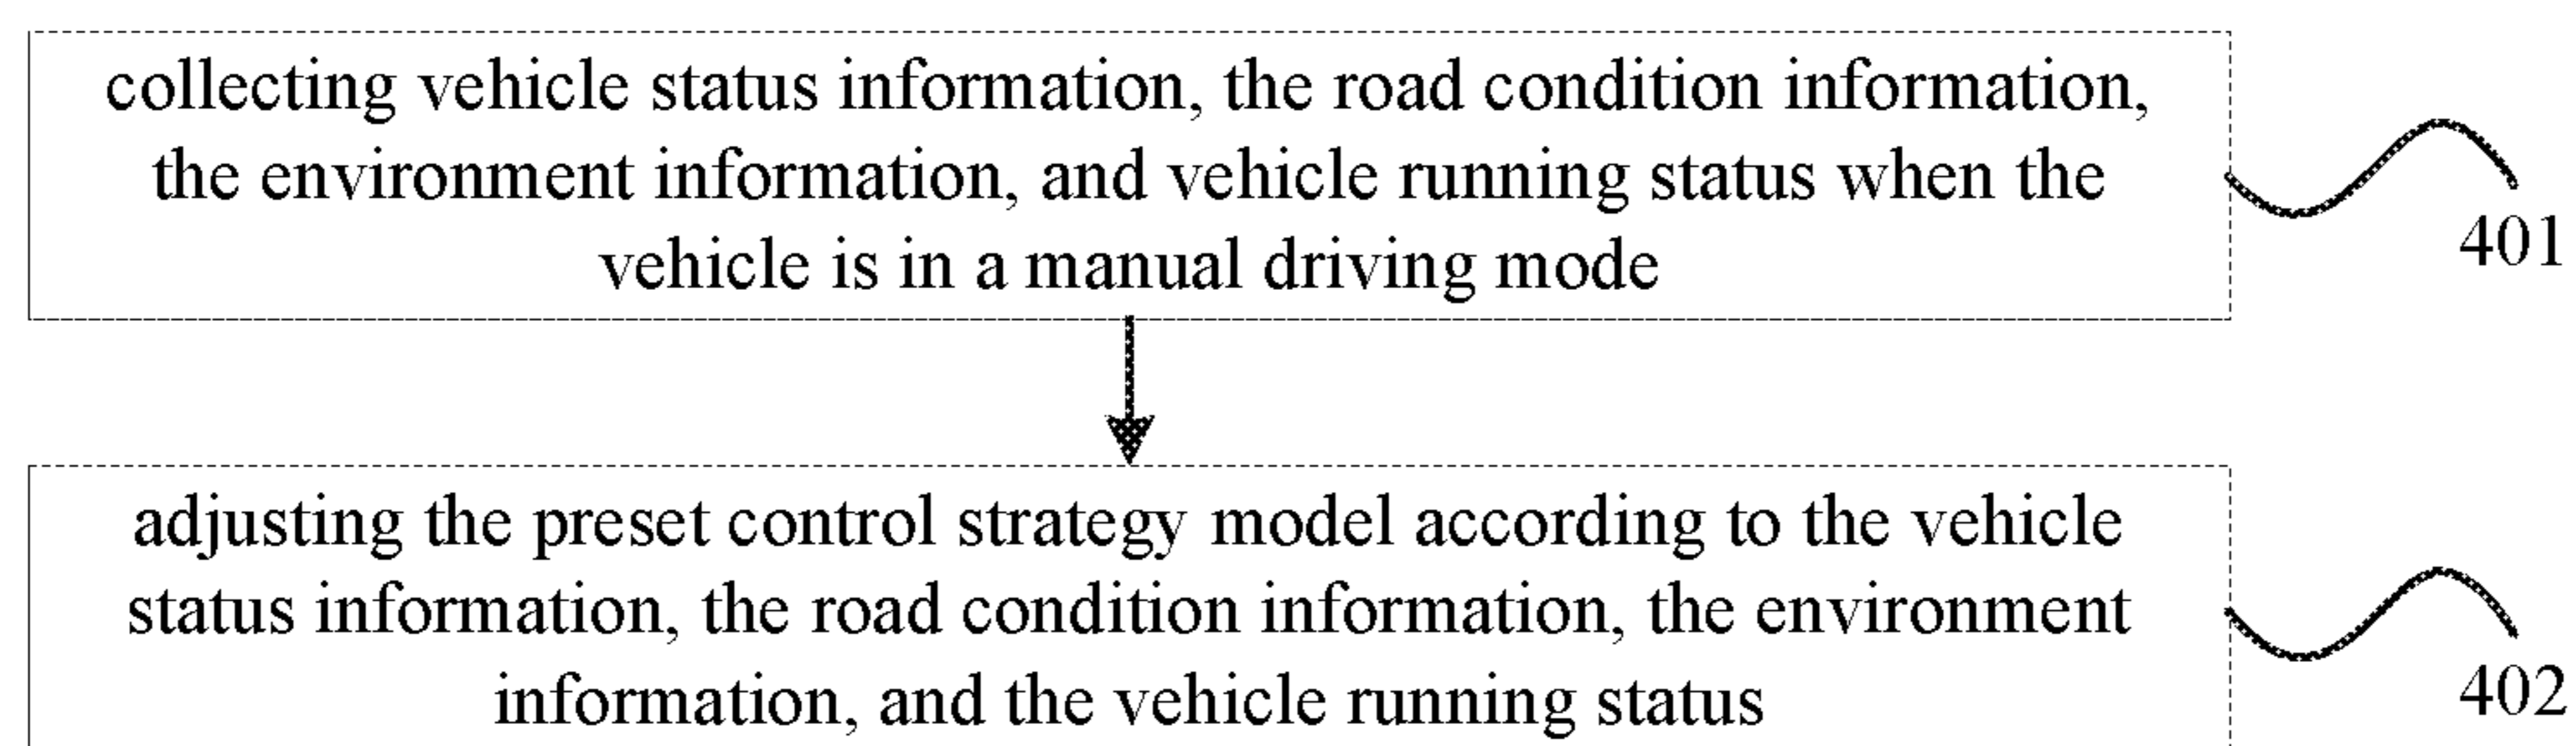 collecting vehicle status information, the road condition information,
the environment information, and vehicle running status when the
vehicle is in a manual driving mode
401
adjusting the preset control strategy model according to the vehicle
status information, the road condition information, the environment
information, and the vehicle running status
402